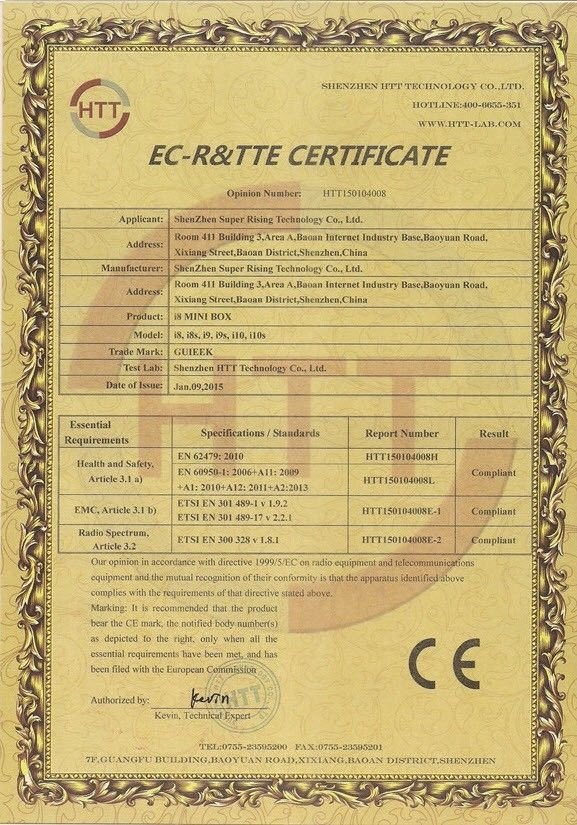 HTT
SHENZHEN HTT TECHNOLOGY CO.,LTD.
HOTLINE:400-6655-351
WWW.HTT-LAB.COM
EC-R&TTE CERTIFICATE
Opinion Number: HTT150104008
Applicant: ShenZhen Super Rising Technology Co., Ltd.
Address: Room 411 Building 3,Area A,Baoan Internet Industry Base,Baoyuan Road,
Xixiang Street,Baoan District,Shenzhen,China
Manufacturer: ShenZhen Super Rising Technology Co., Ltd.
Address: Room 411 Building 3,Area A,Baoan Internet Industry Base,Baoyuan Road,
Xixiang Street,Baoan District,Shenzhen,China
Product: i8 MINI BOX
Model: i8, i8s, i9, i9s, i10, i10s
Trade Mark: GUIEEK
Test Lab: Shenzhen HTT Technology Co., Ltd.
Date of Issue: Jan.09,2015
Essential Requirements Specifications / Standards Report Number Result
Health and Safety, Article 3.1 a) EN 62479: 2010 HTT150104008H Compliant
EN 60950-1: 2006+A11: 2009
+A1: 2010+A12: 2011+A2:2013 HTT150104008L
EMC, Article 3.1 b) ETSI EN 301 489-1 v 1.9.2
ETSI EN 301 489-17 v 2.2.1 HTT150104008E-1 Compliant
Radio Spectrum, Article 3.2 ETSI EN 300 328 v 1.8.1 HTT150104008E-2 Compliant
Our opinion in accordance with directive 1999/5/EC on radio equipment and telecommunications
equipment and the mutual recognition of their conformity is that the apparatus identified above
complies with the requirements of that directive stated above.
Marking: It is recommended that the product
bear the CE mark, the notified body number(s)
as depicted to the right, only when all the
essential requirements have been met, and has
been filed with the European Commission
CE
Authorized by: Kevin
HTT
Kevin, Technical Expert
TEL:0755-23595200 FAX:0755-23595201
7F,GUANGFU BUILDING,BAOYUAN ROAD,XIXIANG,BAOAN DISTRICT,SHENZHEN